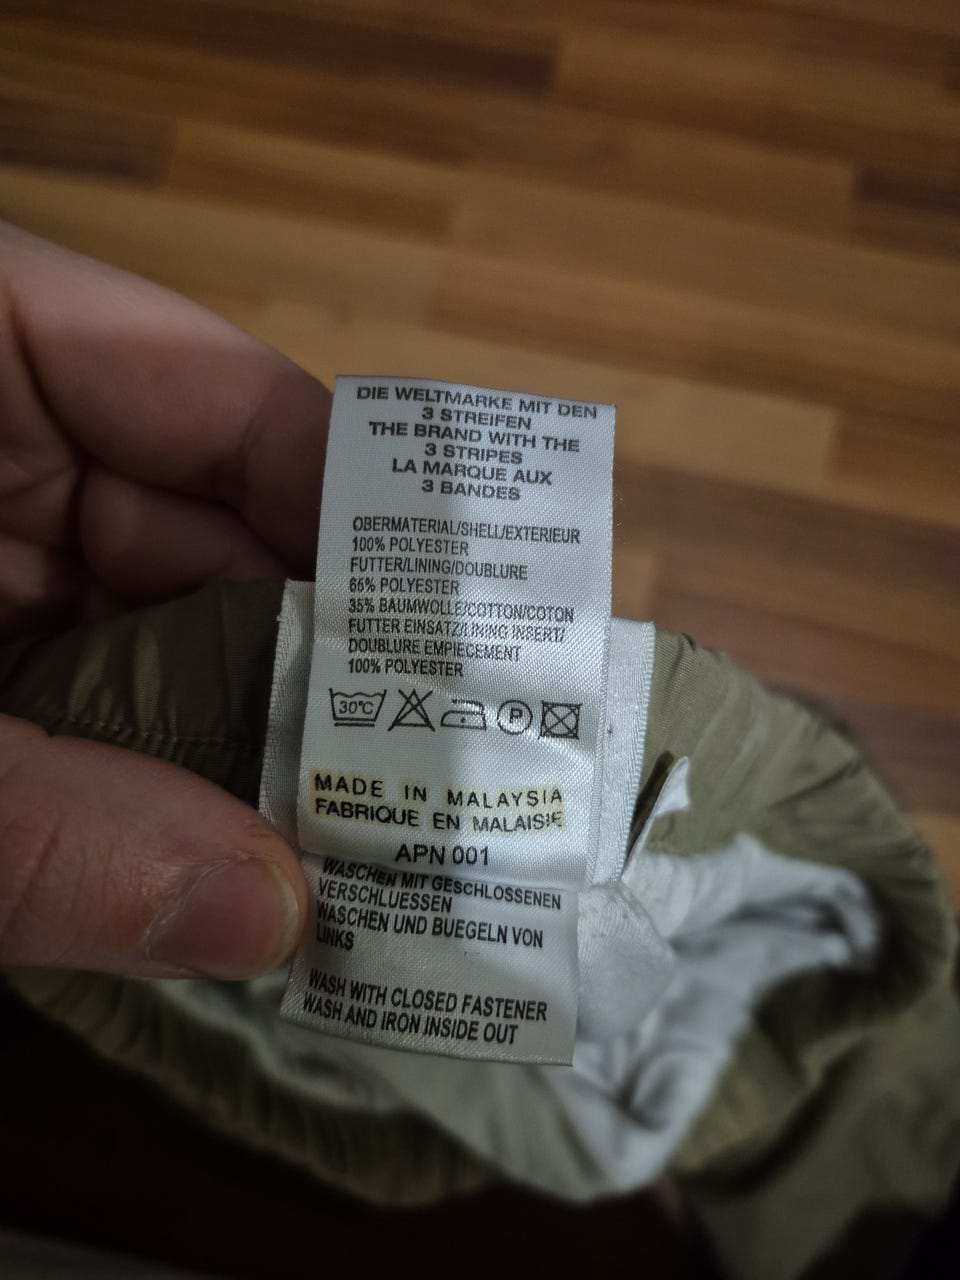 DIE WELTMARKE MIT DEN
3 STREIFEN
THE BRAND WITH THE
3 STRIPES
LA MARQUE AUX
3 BANDES
OBERMATERIAL/SHELL/EXTERIEUR
100% POLYESTER
FUTTER/LINING/DOUBLURE
65% POLYESTER
35% BAUMWOLLE/COTTON/COTON
FUTTER EINSATZ/LINING INSERT/
DOUBLURE EMPIECEMENT
100% POLYESTER
30°C P
MADE IN MALAYSIA
FABRIQUE EN MALAISIE
APN 001
WASCHEN MIT GESCHLOSSENEN
VERSCHLUESSEN
WASCHEN UND BUEGELN VON
LINKS
WASH WITH CLOSED FASTENER
WASH AND IRON INSIDE OUT